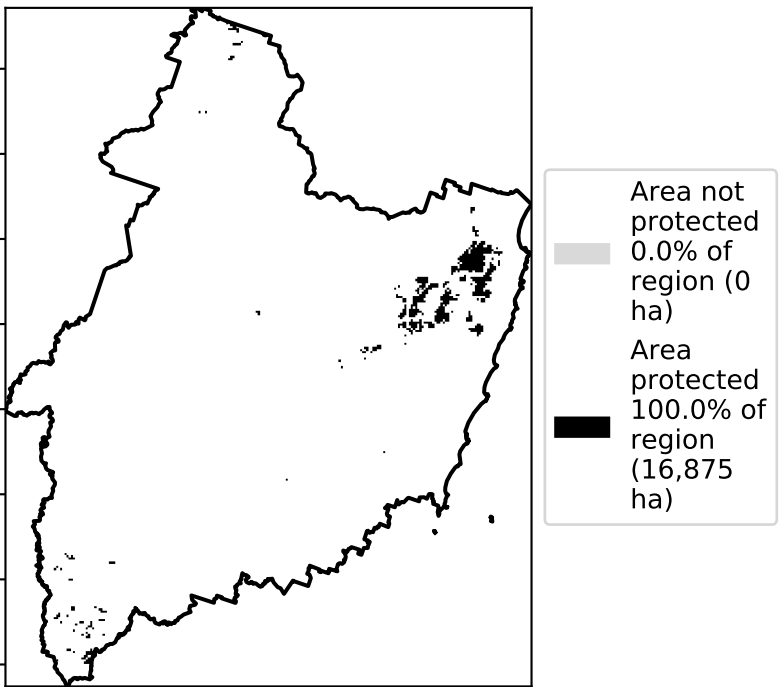 Area not
protected
0.0% of
region (0
ha)
Area
protected
100.0% of
region
(16,875
ha)